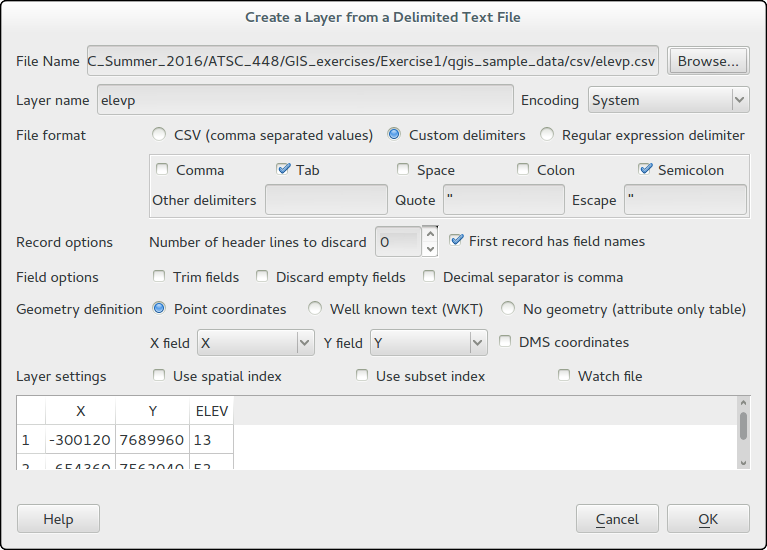 Create a Layer from a Delimited Text File
File Name C_Summer_2016/ATSC_448/GIS_exercises/Exercise1/qgis_sample_data/csv/elevp.csv Browse...
Layer name elevp Encoding System
File format CSV (comma separated values) Custom delimiters Regular expression delimiter
Comma Tab Space Colon Semicolon
Other delimiters Quote " Escape "
Record options Number of header lines to discard 0 First record has field names
Field options Trim fields Discard empty fields Decimal separator is comma
Geometry definition Point coordinates Well known text (WKT) No geometry (attribute only table)
X field X Y field Y DMS coordinates
Layer settings Use spatial index Use subset index Watch file
X Y ELEV
1 -300120 7689960 13
2 -654360 7562040 52
Help Cancel OK